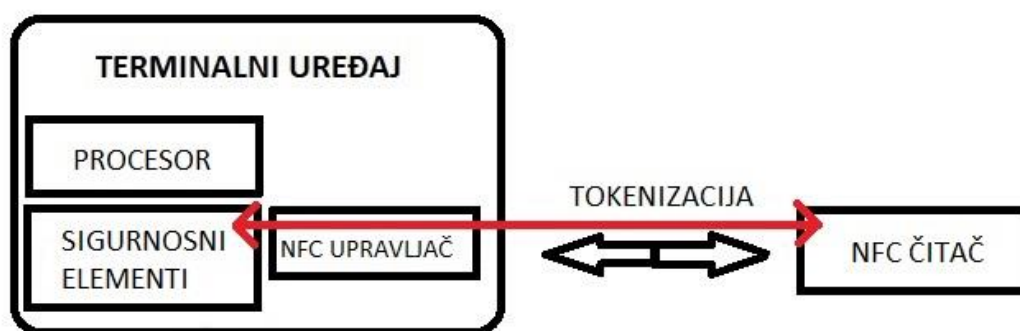 TERMINALNI UREĐAJ
PROCESOR
TOKENIZACIJA
SIGURNOSNI
ELEMENTI
NFC UPRAVLJAČ
NFC ČITAČ